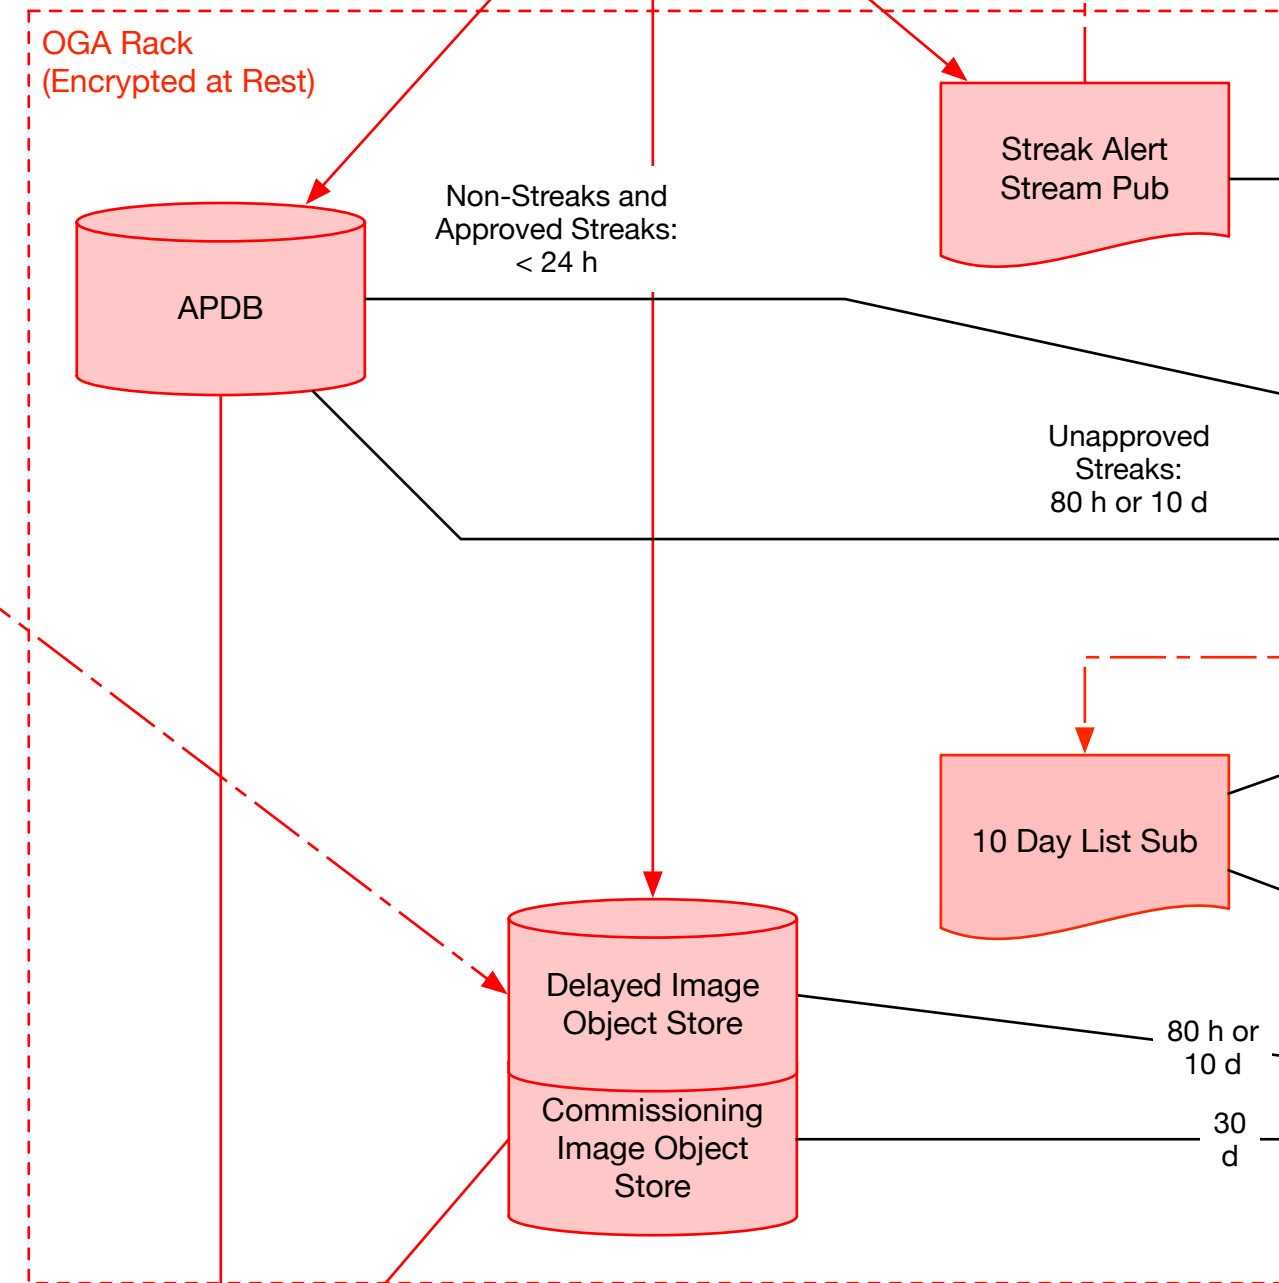 OGA Rack
(Encrypted at Rest)
Streak Alert
Stream Pub
Non-Streaks and
Approved Streaks:
< 24 h
APDB
Unapproved
Streaks:
80 h or 10 d
10 Day List Sub
Delayed Image
Object Store
80 h or
10 d
Commissioning
Image Object
Store
30
d